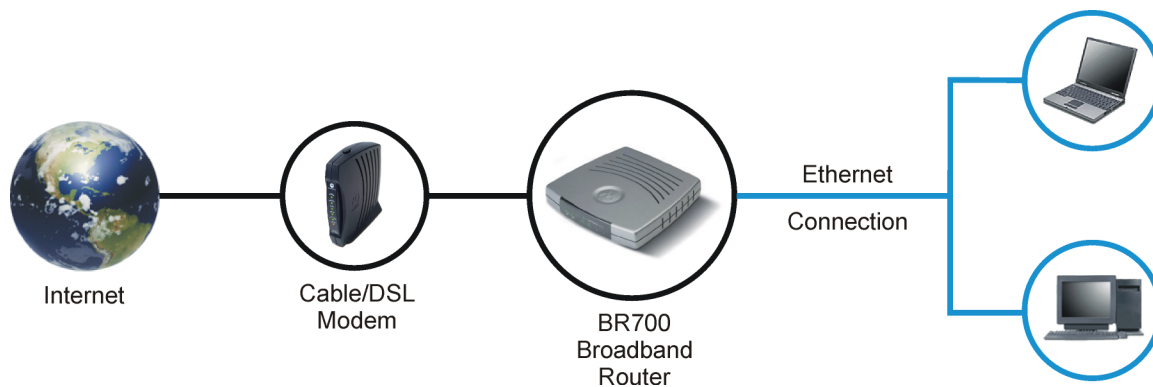 Internet
Cable/DSL
Modem
BR700
Broadband
Router
Ethernet
Connection